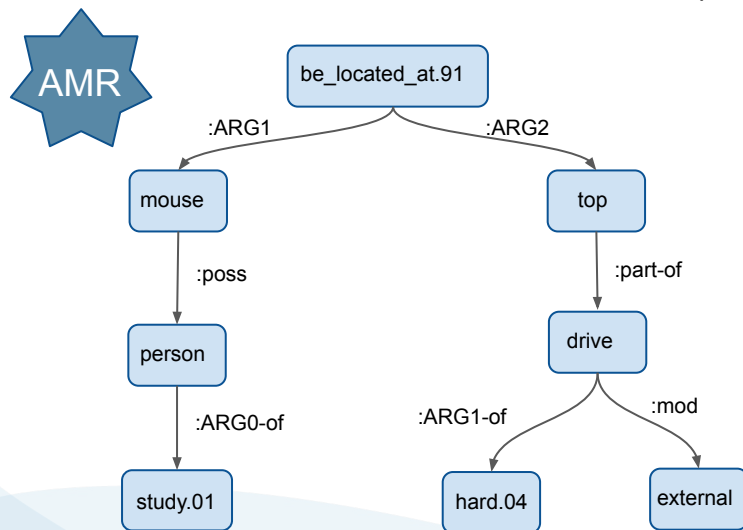 AMR
be_located_at.91
:ARG1
:ARG2
mouse
top
:poss
:part-of
person
drive
:ARG0-of
:ARG1-of
:mod
study.01
hard.04
external